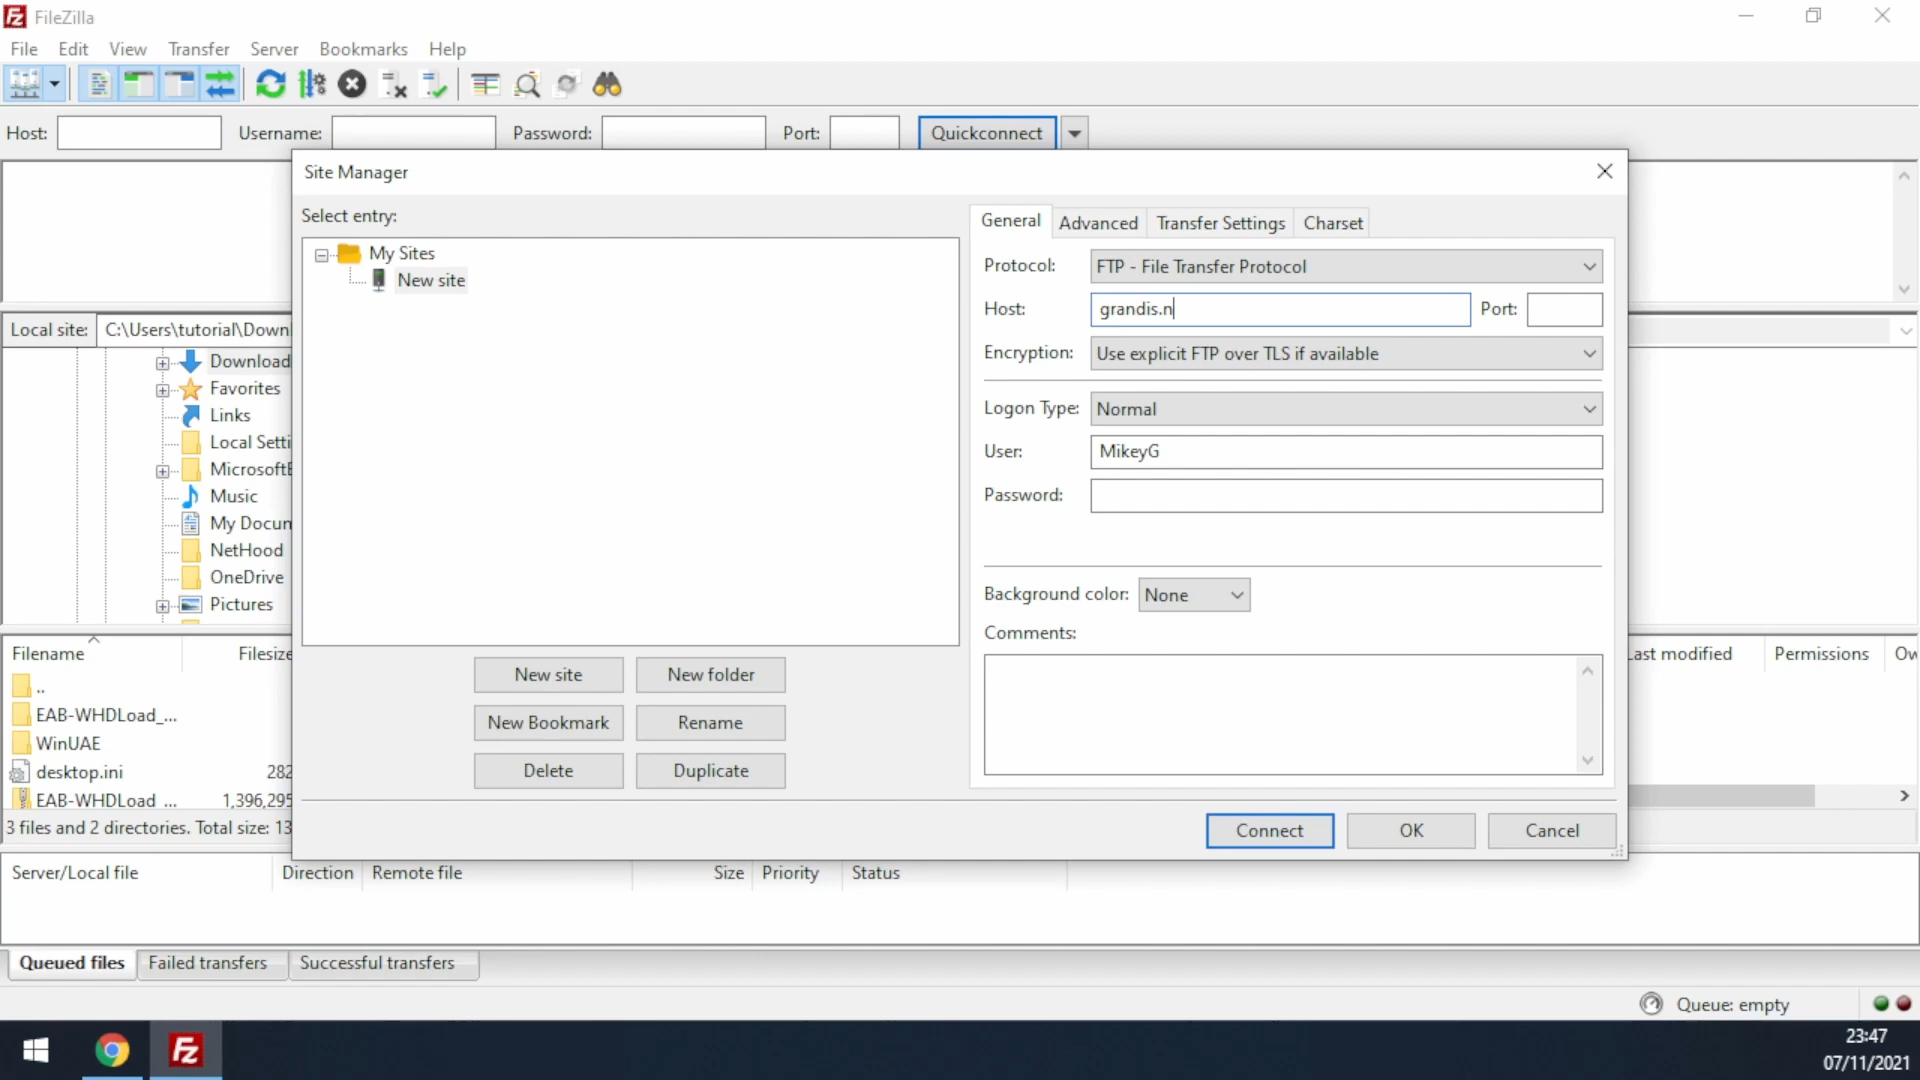 FileZilla
File Edit View Transfer Server Bookmarks Help
Host: Username: Password: Port: Quickconnect
Site Manager
Select entry:
My Sites
New site
New site New folder
New Bookmark Rename
Delete Duplicate
General Advanced Transfer Settings Charset
Protocol: FTP - File Transfer Protocol
Host: grandis.n Port:
Encryption: Use explicit FTP over TLS if available
Logon Type: Normal
User: MikeyG
Password:
Background color: None
Comments:
Connect OK Cancel
Local site: C:\Users\tutorial\Down
Download
Favorites
Links
Local Setti
Microsoft
Music
My Docun
NetHood
OneDrive
Pictures
Filename Filesize Last modified Permissions Ow
..
EAB-WHDLoad_...
WinUAE
desktop.ini 282
EAB-WHDLoad ... 1,396,295
3 files and 2 directories. Total size: 13
Server/Local file Direction Remote file Size Priority Status
Queued files Failed transfers Successful transfers
Queue: empty
23:47
07/11/2021